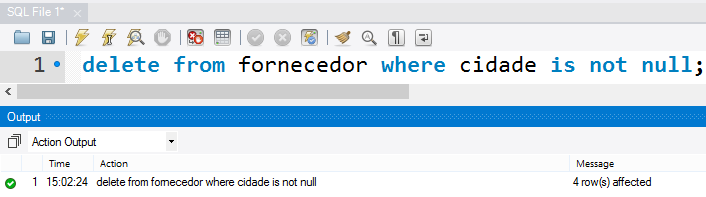 SQL File 1*
1 delete from fornecedor where cidade is not null;
Output
Action Output
Time Action Message
1 15:02:24 delete from fornecedor where cidade is not null 4 row(s) affected